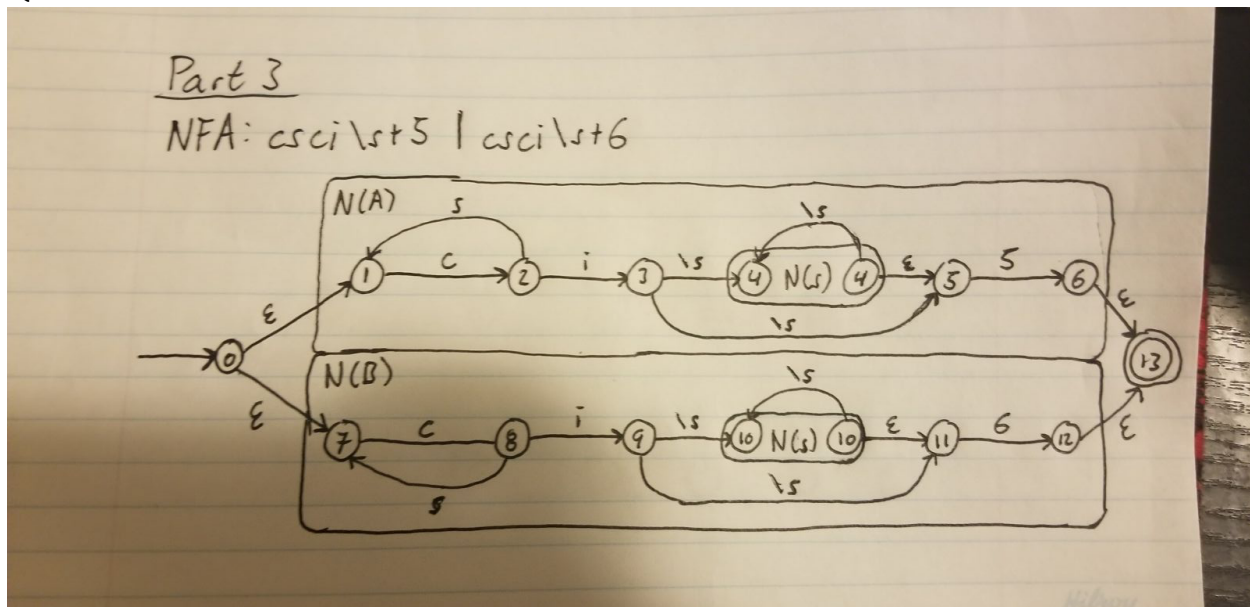 Part 3
NFA: csci\s+5 | csci\s+6
N(A)
s
\s
1
c
2
i
3
\s
4
N(s)
4
ε
5
5
6
ε
ε
\s
0
13
N(B)
\s
ε
7
c
8
i
9
\s
10
N(s)
10
ε
11
6
12
ε
s
\s